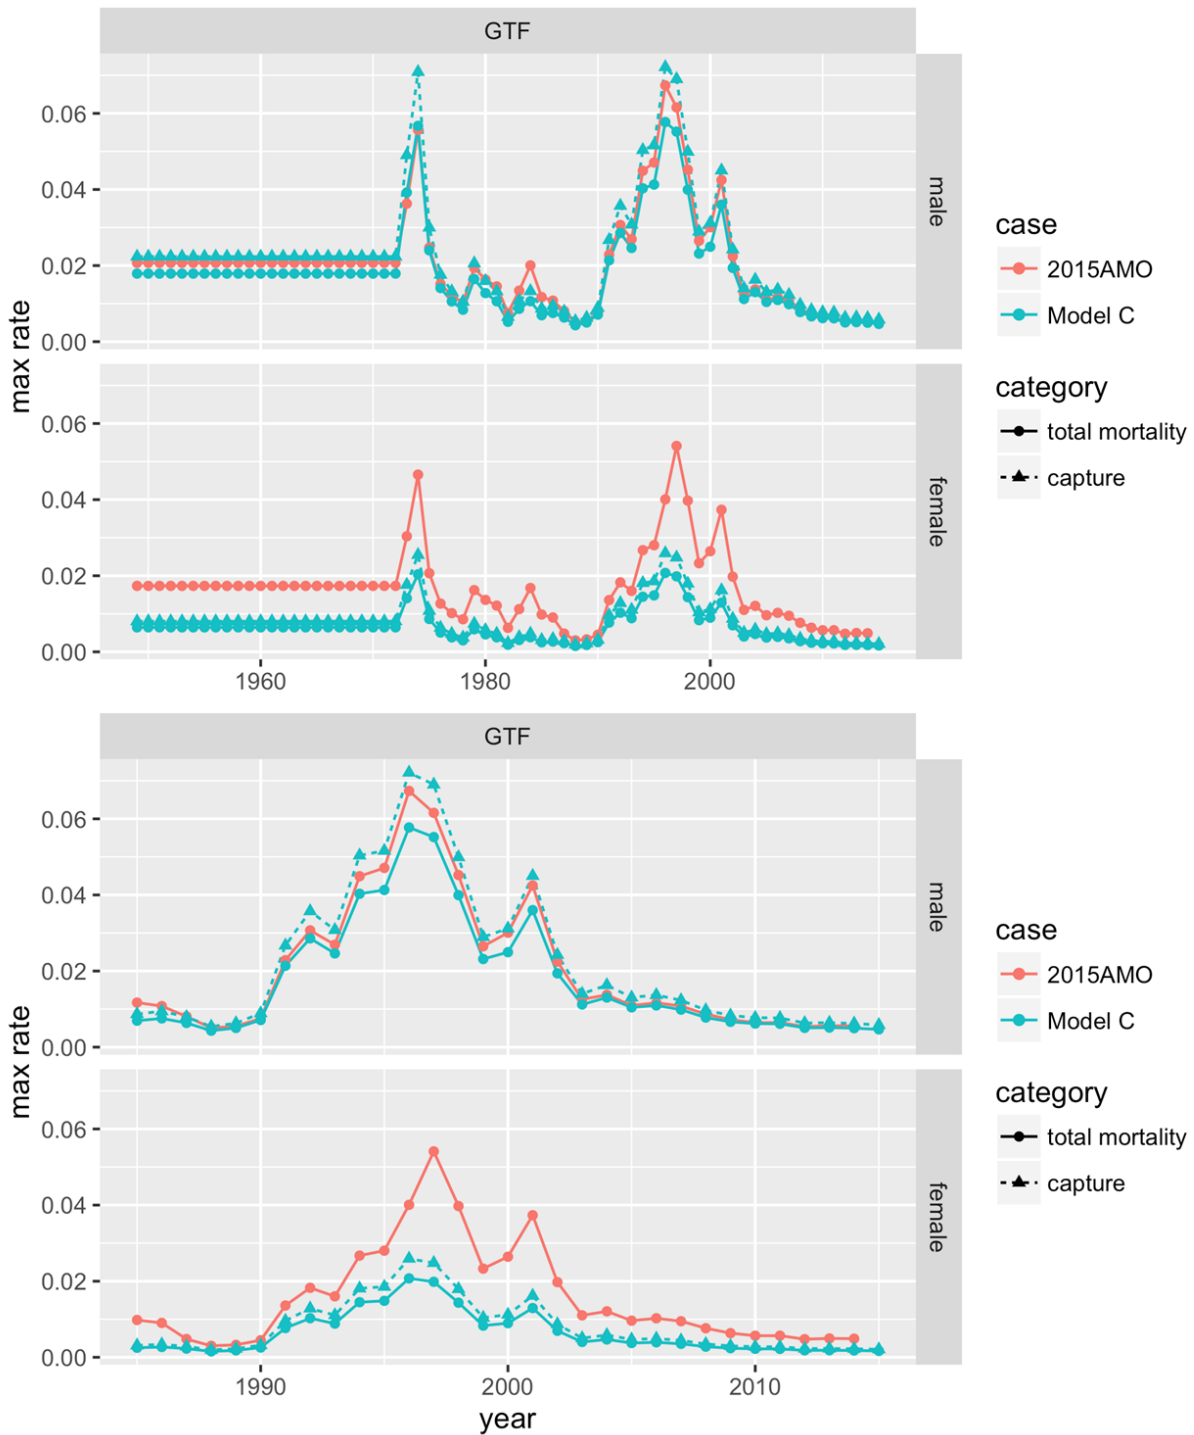 GTF
0.06
0.04
0.02
0.00
male
max rate
0.06
0.04
0.02
0.00
female
1960
1980
2000
case
2015AMO
Model C
category
total mortality
capture
GTF
0.06
0.04
0.02
0.00
male
max rate
0.06
0.04
0.02
0.00
female
1990
2000
2010
year
case
2015AMO
Model C
category
total mortality
capture